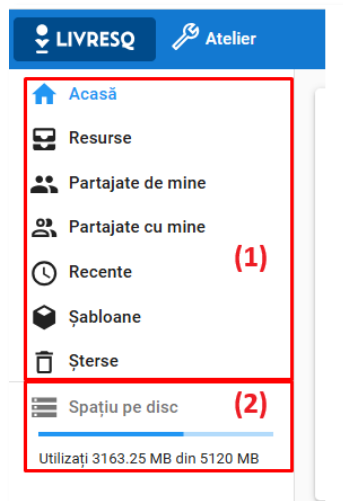 LIVRESQ Atelier
Acasă
Resurse
Partajate de mine
Partajate cu mine
(1)
Recente
Șabloane
Șterse
Spațiu pe disc (2)
Utilizați 3163.25 MB din 5120 MB